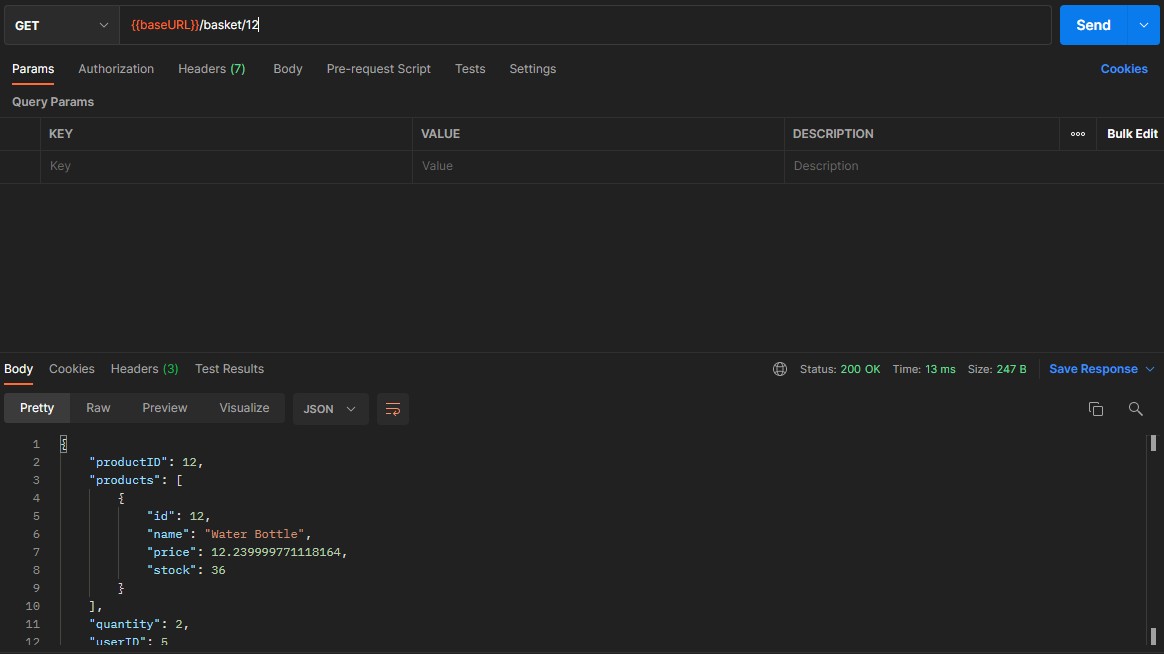 GET {{baseURL}}/basket/12 Send
Params Authorization Headers (7) Body Pre-request Script Tests Settings Cookies
Query Params
KEY VALUE DESCRIPTION ooo Bulk Edit
Key Value Description
Body Cookies Headers (3) Test Results Status: 200 OK Time: 13 ms Size: 247 B Save Response
Pretty Raw Preview Visualize JSON
1 {
2 "productID": 12,
3 "products": [
4 {
5 "id": 12,
6 "name": "Water Bottle",
7 "price": 12.239999771118164,
8 "stock": 36
9 }
10 ],
11 "quantity": 2,
12 "userID": 5